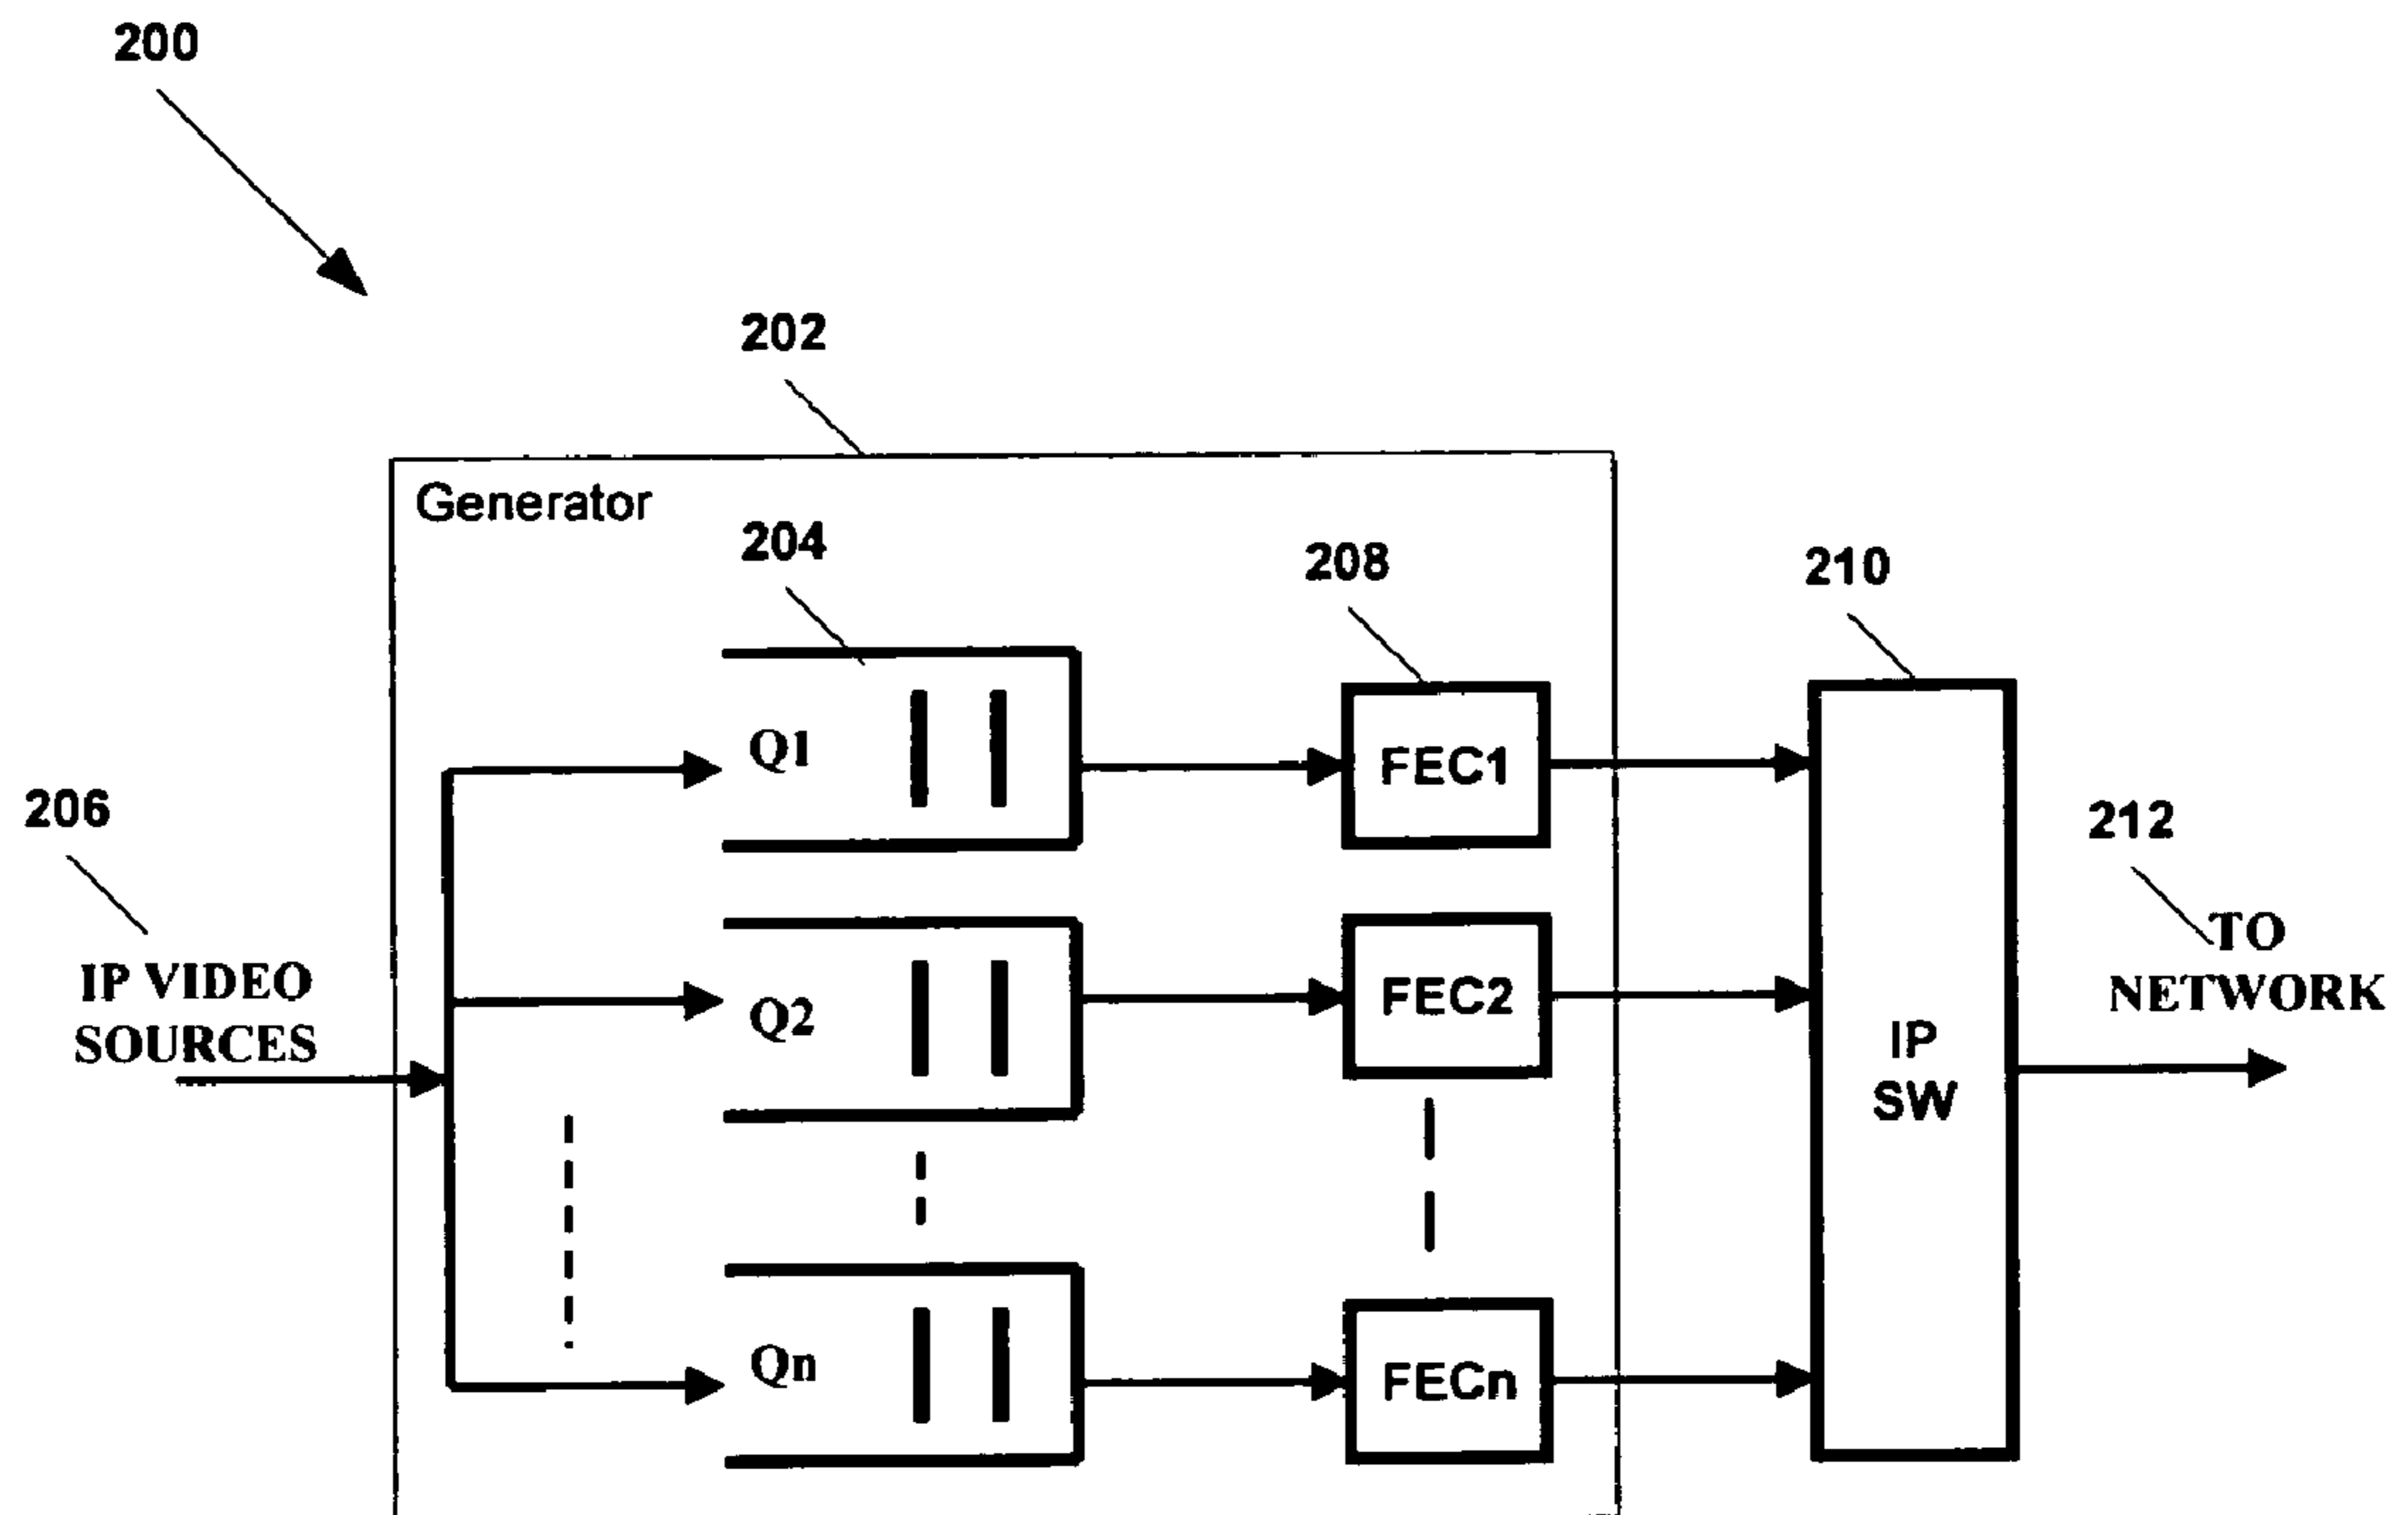 200
202
Generator
204
208
210
Q1
FEC1
206
212
IP VIDEO
SOURCES
TO
NETWORK
Q2
FEC2
IP
SW
Qn
FECn